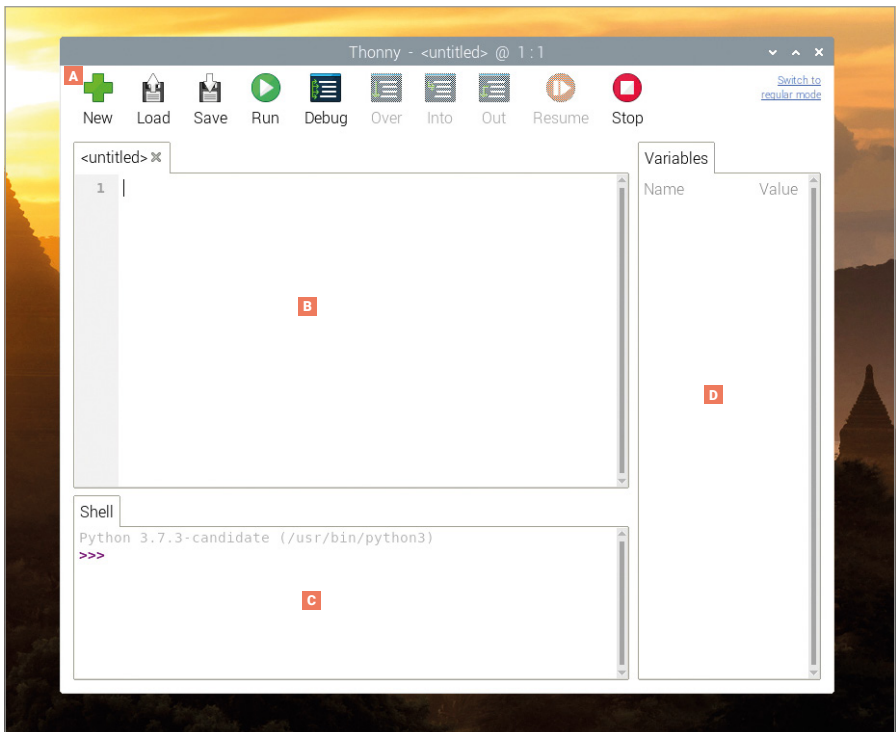 Thonny - <untitled> @ 1:1
A
Switch to
regular mode
New Load Save Run Debug Over Into Out Resume Stop
<untitled>
1
B
Variables
Name Value
D
Shell
Python 3.7.3-candidate (/usr/bin/python3)
>>>
C